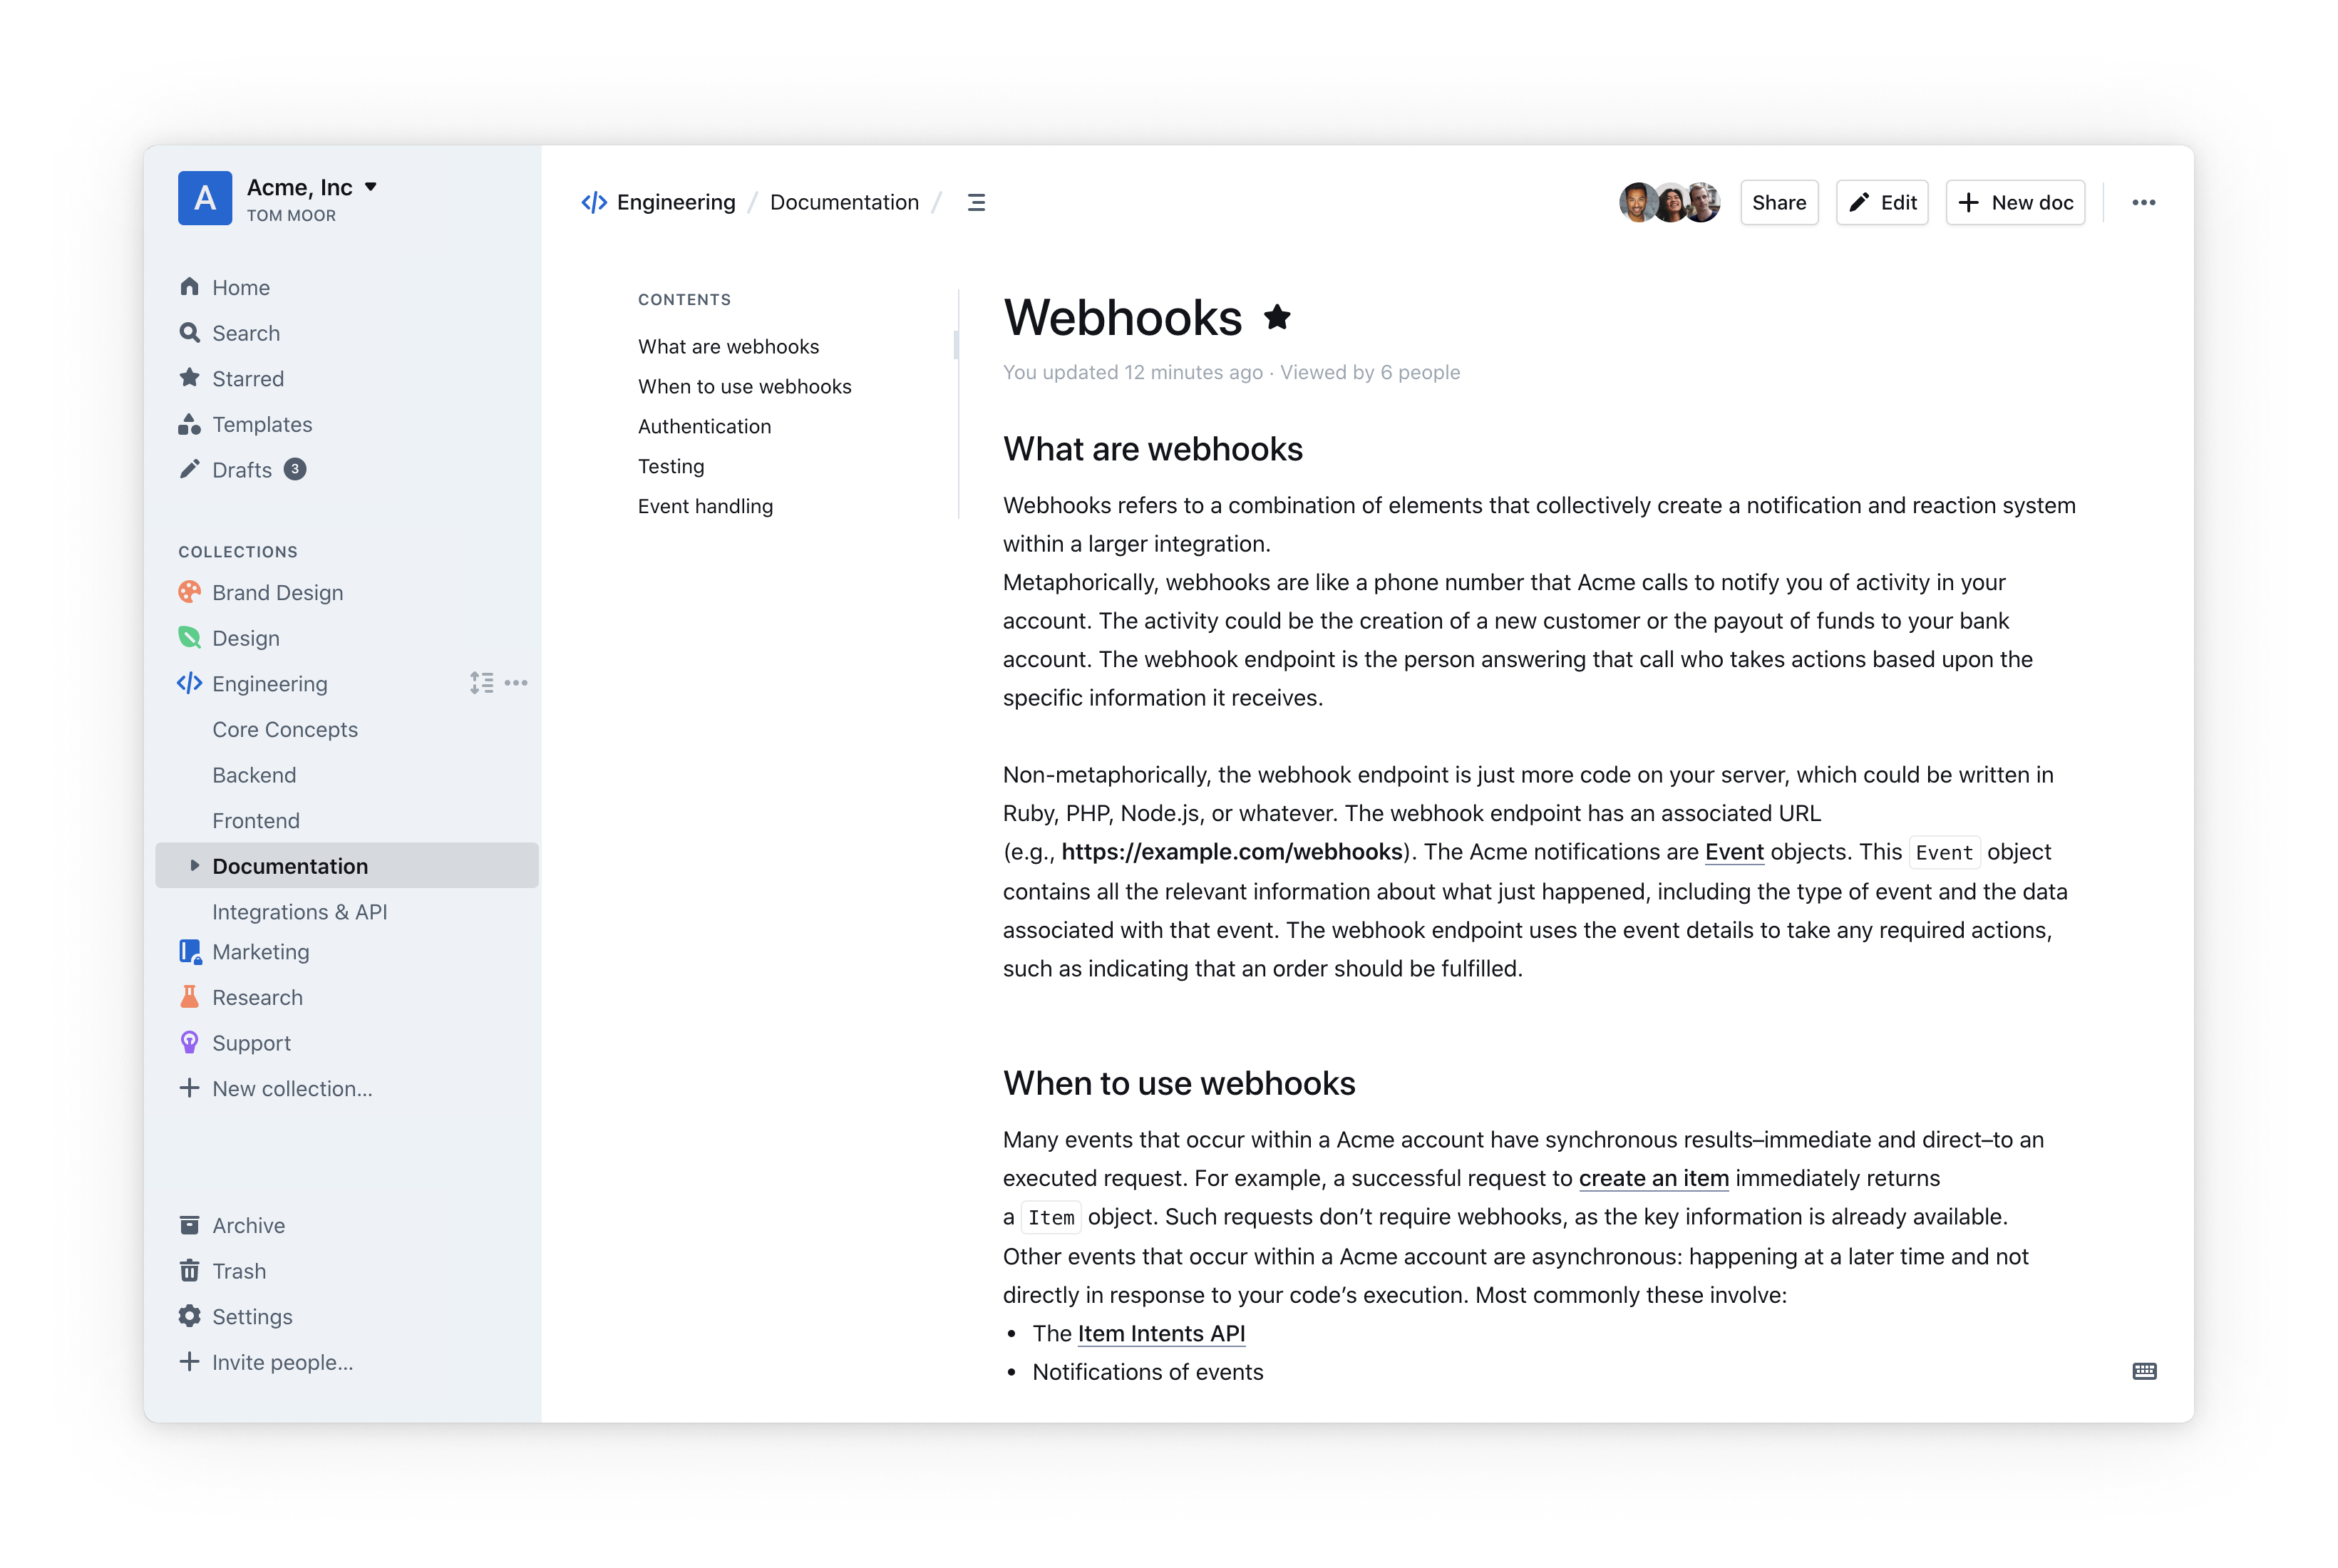 A
Acme, Inc
TOM MOOR
Home
Search
Starred
Templates
Drafts 3
COLLECTIONS
Brand Design
Design
Engineering
Core Concepts
Backend
Frontend
Documentation
Integrations & API
Marketing
Research
Support
New collection...
Archive
Trash
Settings
Invite people...
Engineering / Documentation /
Share
Edit
New doc
CONTENTS
What are webhooks
When to use webhooks
Authentication
Testing
Event handling
Webhooks
You updated 12 minutes ago · Viewed by 6 people
What are webhooks
Webhooks refers to a combination of elements that collectively create a notification and reaction system
within a larger integration.
Metaphorically, webhooks are like a phone number that Acme calls to notify you of activity in your
account. The activity could be the creation of a new customer or the payout of funds to your bank
account. The webhook endpoint is the person answering that call who takes actions based upon the
specific information it receives.
Non-metaphorically, the webhook endpoint is just more code on your server, which could be written in
Ruby, PHP, Node.js, or whatever. The webhook endpoint has an associated URL
(e.g., https://example.com/webhooks). The Acme notifications are Event objects. This Event object
contains all the relevant information about what just happened, including the type of event and the data
associated with that event. The webhook endpoint uses the event details to take any required actions,
such as indicating that an order should be fulfilled.
When to use webhooks
Many events that occur within a Acme account have synchronous results–immediate and direct–to an
executed request. For example, a successful request to create an item immediately returns
a Item object. Such requests don’t require webhooks, as the key information is already available.
Other events that occur within a Acme account are asynchronous: happening at a later time and not
directly in response to your code’s execution. Most commonly these involve:
• The Item Intents API
• Notifications of events